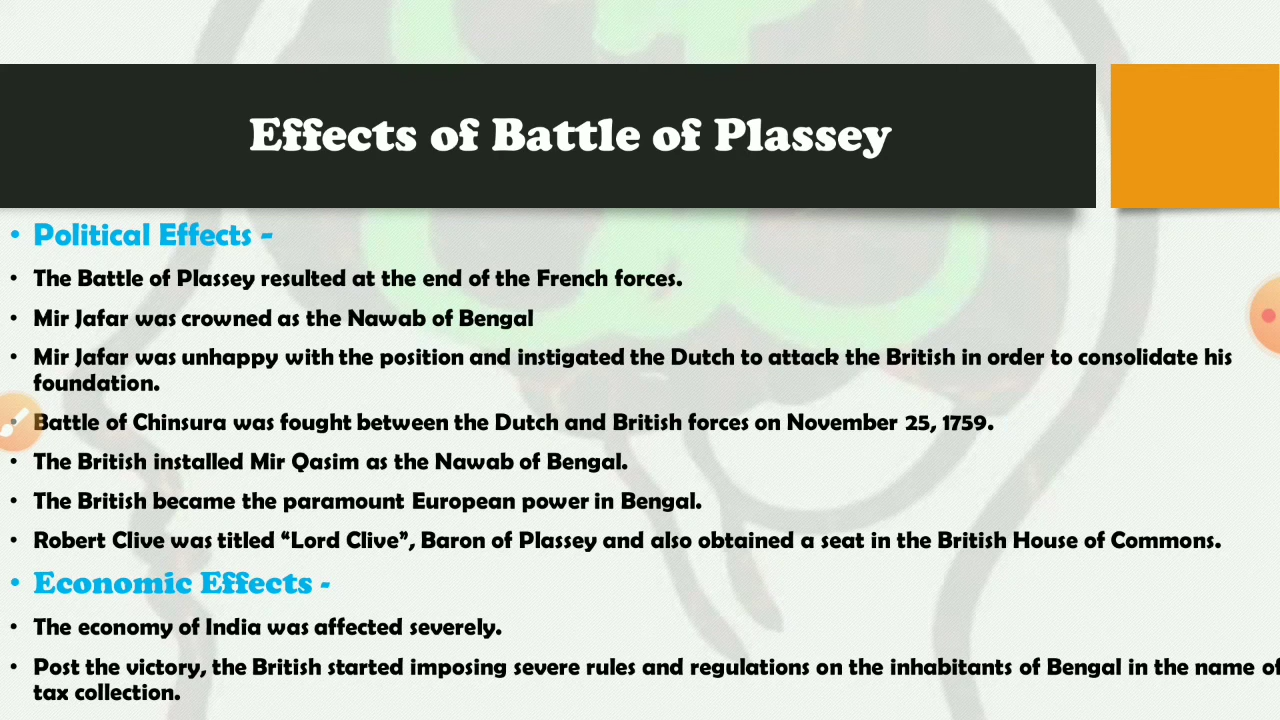 Effects of Battle of Plassey
• Political Effects -
• The Battle of Plassey resulted at the end of the French forces.
• Mir Jafar was crowned as the Nawab of Bengal
• Mir Jafar was unhappy with the position and instigated the Dutch to attack the British in order to consolidate his
foundation.
• Battle of Chinsura was fought between the Dutch and British forces on November 25, 1759.
• The British installed Mir Qasim as the Nawab of Bengal.
• The British became the paramount European power in Bengal.
• Robert Clive was titled “Lord Clive”, Baron of Plassey and also obtained a seat in the British House of Commons.
• Economic Effects -
• The economy of India was affected severely.
• Post the victory, the British started imposing severe rules and regulations on the inhabitants of Bengal in the name of
tax collection.